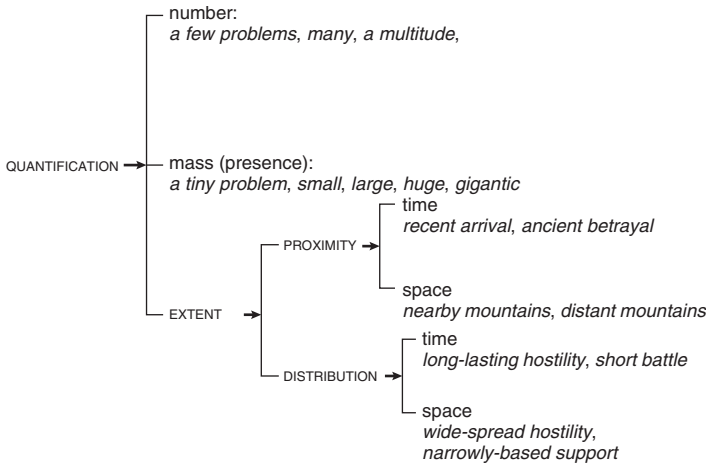 number:
a few problems, many, a multitude,
QUANTIFICATION
mass (presence):
a tiny problem, small, large, huge, gigantic
time
recent arrival, ancient betrayal
PROXIMITY
space
nearby mountains, distant mountains
EXTENT
time
long-lasting hostility, short battle
DISTRIBUTION
space
wide-spread hostility,
narrowly-based support